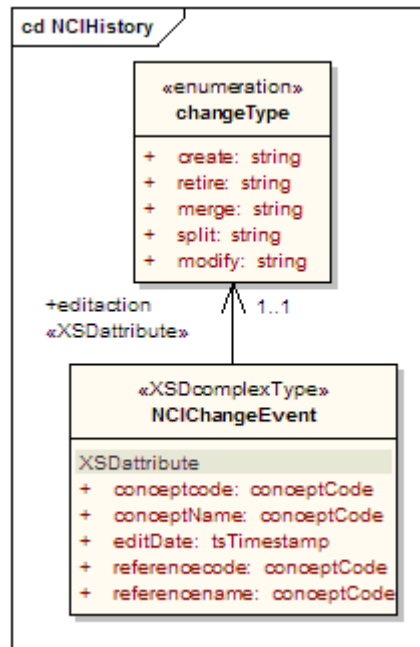 cd NCIHistory
«enumeration»
changeType
+ create: string
+ retire: string
+ merge: string
+ split: string
+ modify: string
+editaction 1..1
«XSDattribute»
«XSDcomplexType»
NCIChangeEvent
XSDattribute
+ conceptcode: conceptCode
+ conceptName: conceptCode
+ editDate: tsTimestamp
+ referencecode: conceptCode
+ referencename: conceptCode